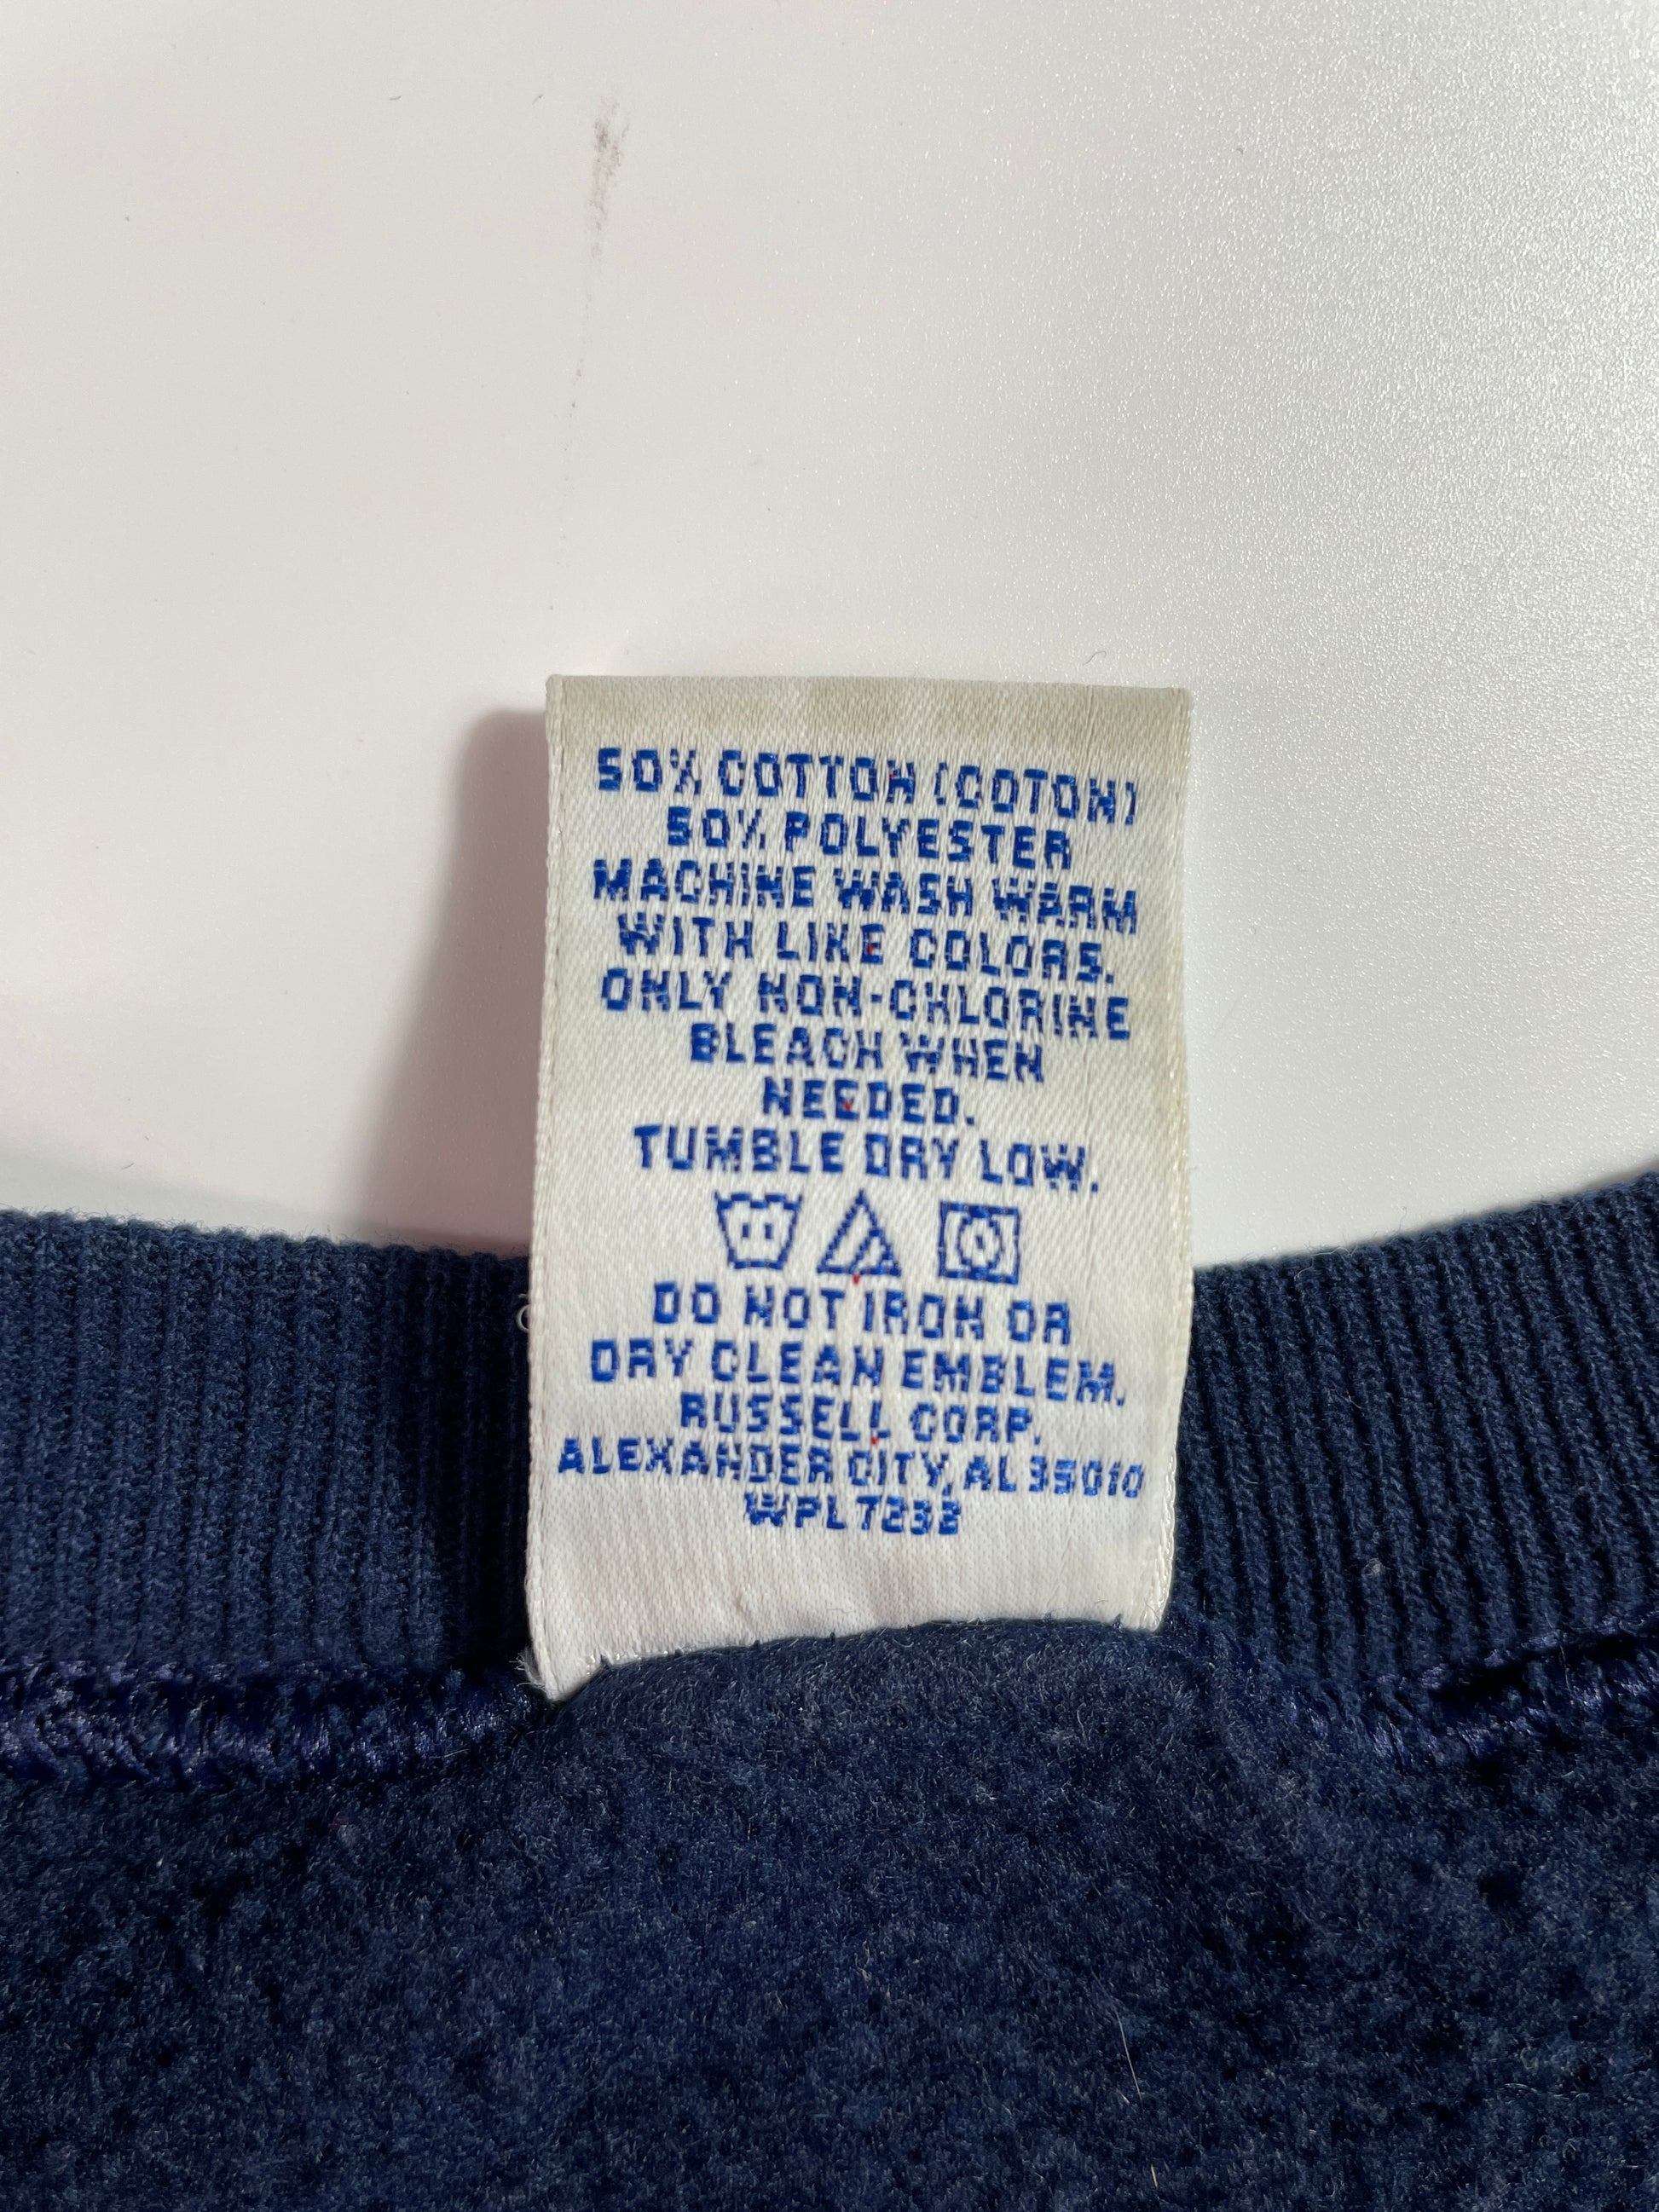 50% COTTON (COTON)
50% POLYESTER
MACHINE WASH WARM
WITH LIKE COLORS.
ONLY NON-CHLORINE
BLEACH WHEN
NEEDED.
TUMBLE DRY LOW.
DO NOT IRON OR
DRY CLEAN EMBLEM.
RUSSELL CORP.
ALEXANDER CITY, AL 35010
WPL 7232